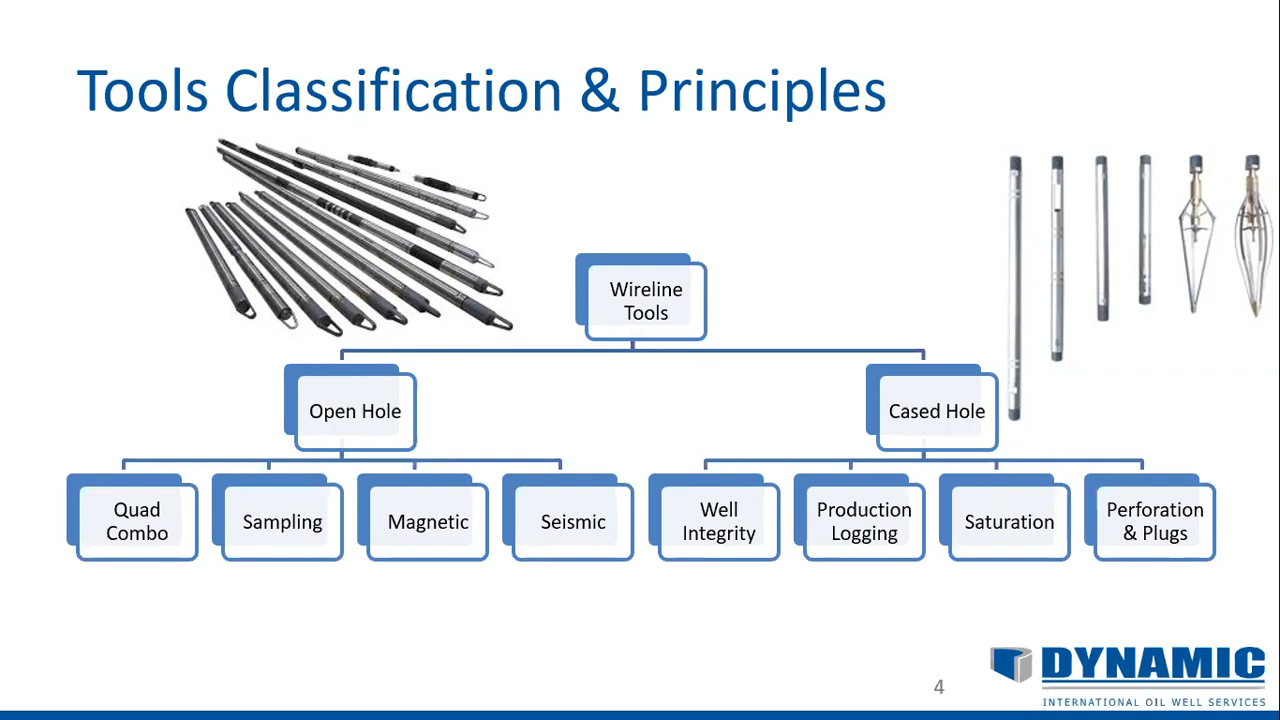 Tools Classification & Principles
Wireline
Tools
Open Hole
Cased Hole
Quad
Combo
Sampling
Magnetic
Seismic
Well
Integrity
Production
Logging
Saturation
Perforation
& Plugs
4
DYNAMIC
INTERNATIONAL OIL WELL SERVICES